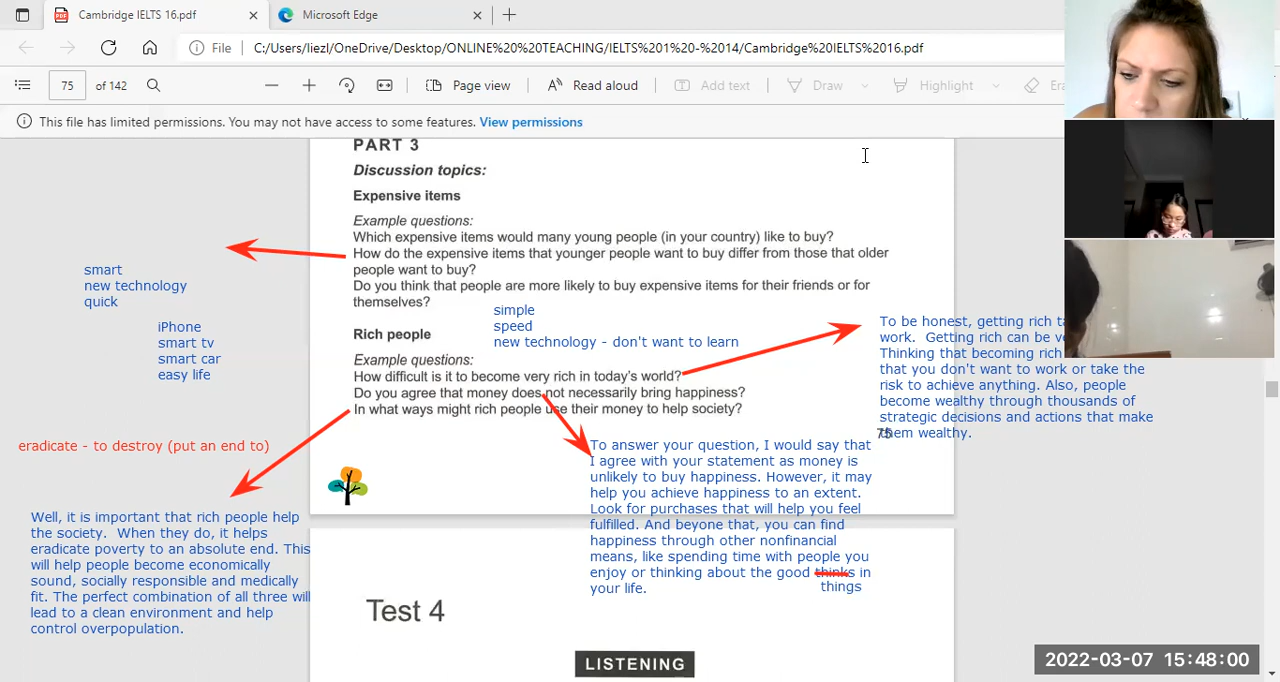 Cambridge IELTS 16.pdf
Microsoft Edge
File
C:/Users/liezl/OneDrive/Desktop/ONLINE%20%20TEACHING/IELTS%201%20-%2014/Cambridge%20IELTS%2016.pdf
75 of 142
Page view
Read aloud
Add text
Draw
Highlight
This file has limited permissions. You may not have access to some features. View permissions
PART 3
Discussion topics:
Expensive items
Example questions:
Which expensive items would many young people (in your country) like to buy?
How do the expensive items that younger people want to buy differ from those that older
people want to buy?
Do you think that people are more likely to buy expensive items for their friends or for
themselves?
smart
new technology
quick
iPhone
smart tv
smart car
easy life
simple
speed
new technology - don't want to learn
Rich people
Example questions:
How difficult is it to become very rich in today's world?
Do you agree that money does not necessarily bring happiness?
In what ways might rich people use their money to help society?
To be honest, getting rich
work. Getting rich can be
Thinking that becoming rich
that you don't want to work or take the
risk to achieve anything. Also, people
become wealthy through thousands of
strategic decisions and actions that make
them wealthy.
75
eradicate - to destroy (put an end to)
Well, it is important that rich people help
the society. When they do, it helps
eradicate poverty to an absolute end. This
will help people become economically
sound, socially responsible and medically
fit. The perfect combination of all three will
lead to a clean environment and help
control overpopulation.
To answer your question, I would say that
I agree with your statement as money is
unlikely to buy happiness. However, it may
help you achieve happiness to an extent.
Look for purchases that will help you feel
fulfilled. And beyone that, you can find
happiness through other nonfinancial
means, like spending time with people you
enjoy or thinking about the good thinks in
your life.
things
Test 4
LISTENING
2022-03-07 15:48:00